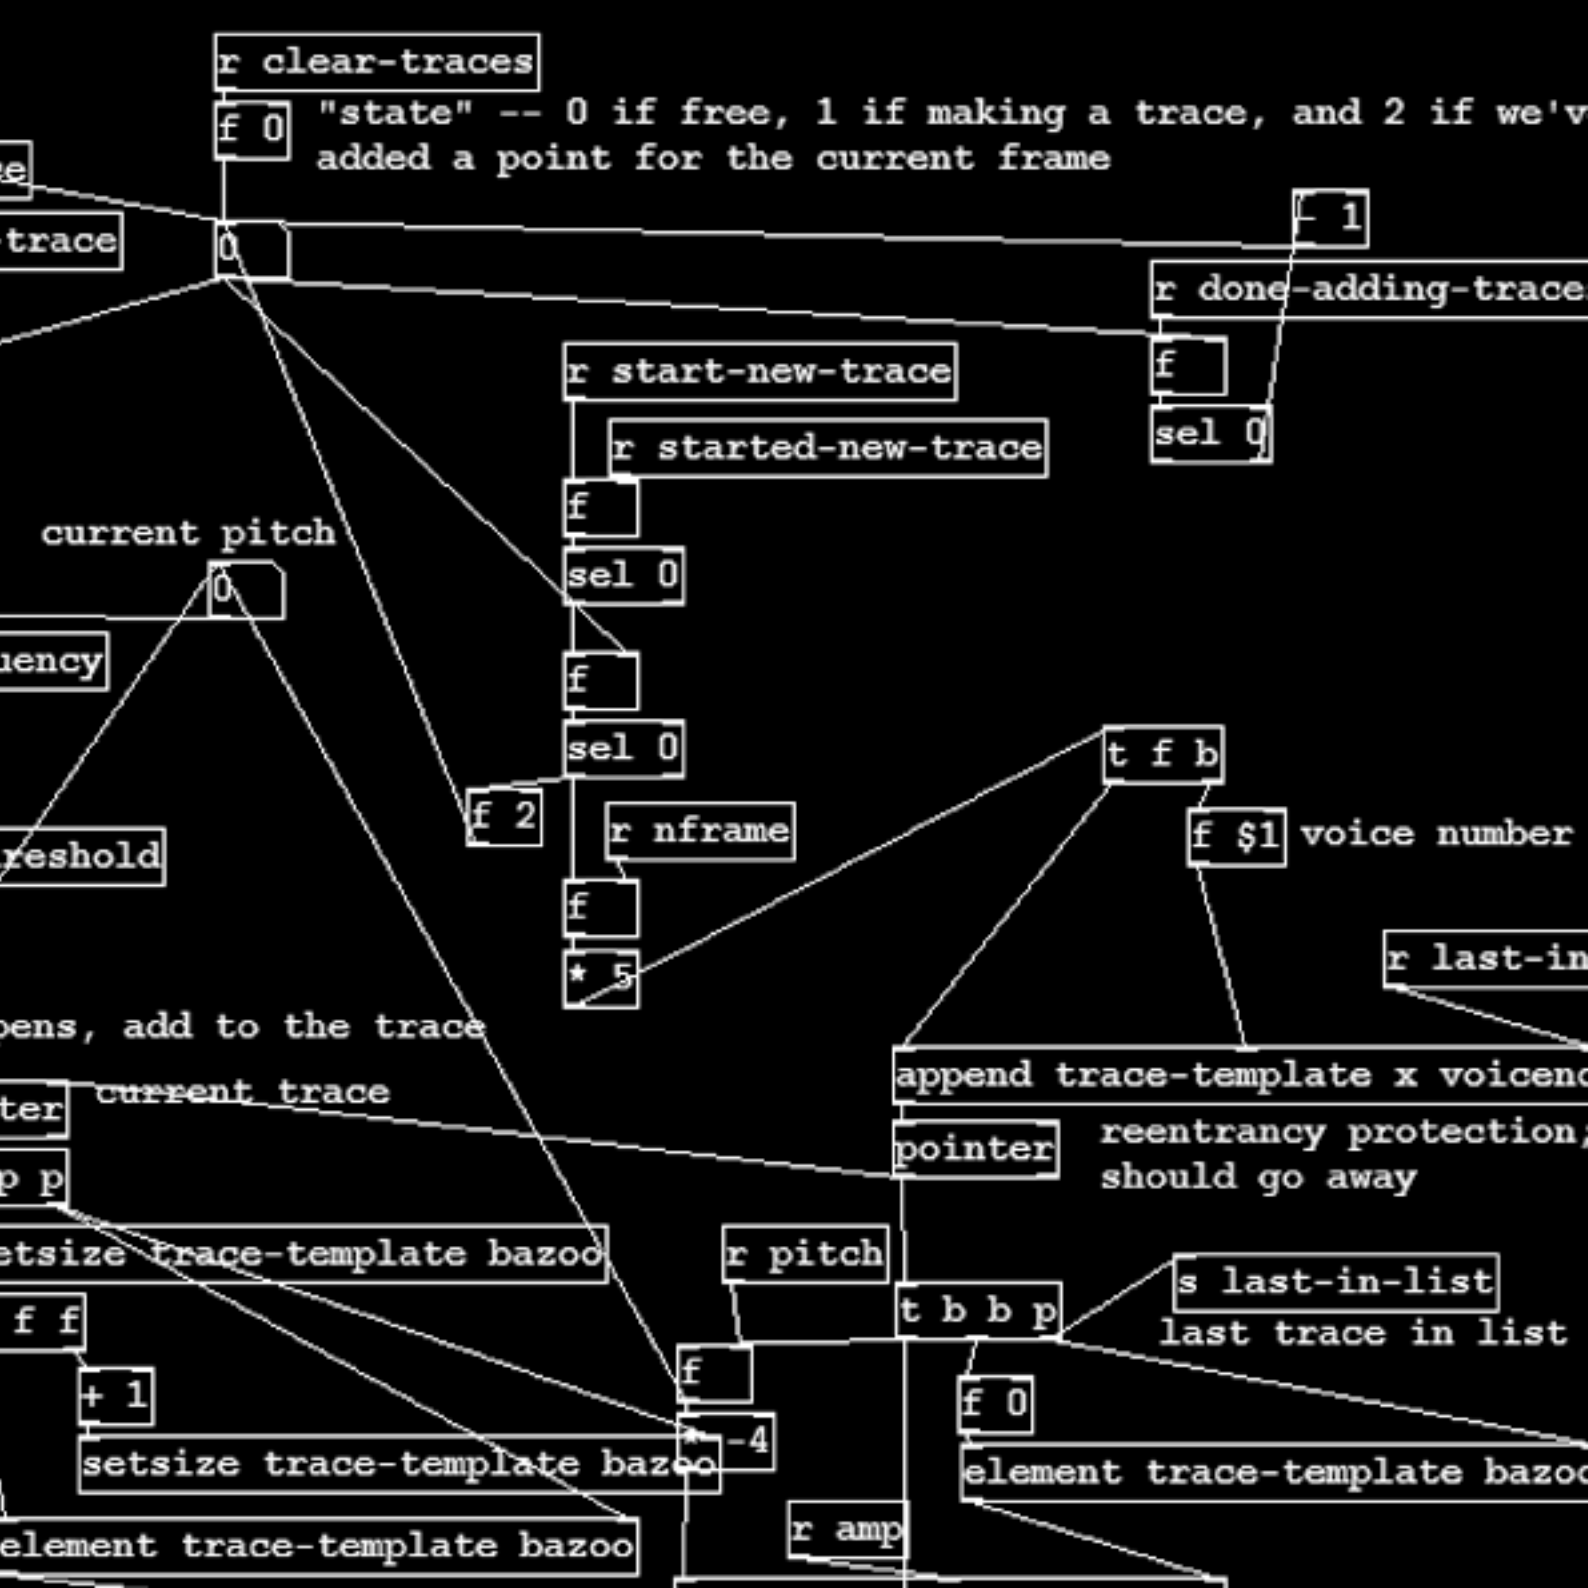 r clear-traces
f 0
"state" -- 0 if free, 1 if making a trace, and 2 if we'v
added a point for the current frame
ce
- 1
-trace
0
r done-adding-trace
f
r start-new-trace
sel 0
r started-new-trace
f
current pitch
sel 0
0
uency
f
sel 0
t f b
f 2
r nframe
f $1 voice number
reshold
f
r last-in
* 5
pens, add to the trace
append trace-template x voiceno
current trace
ter
reentrancy protection;
pointer
should go away
p p
etsize trace-template bazoo
r pitch
s last-in-list
t b b p
f f
last trace in list
f
+ 1
f 0
* -4
setsize trace-template bazoo
element trace-template bazoo
r amp
element trace-template bazoo